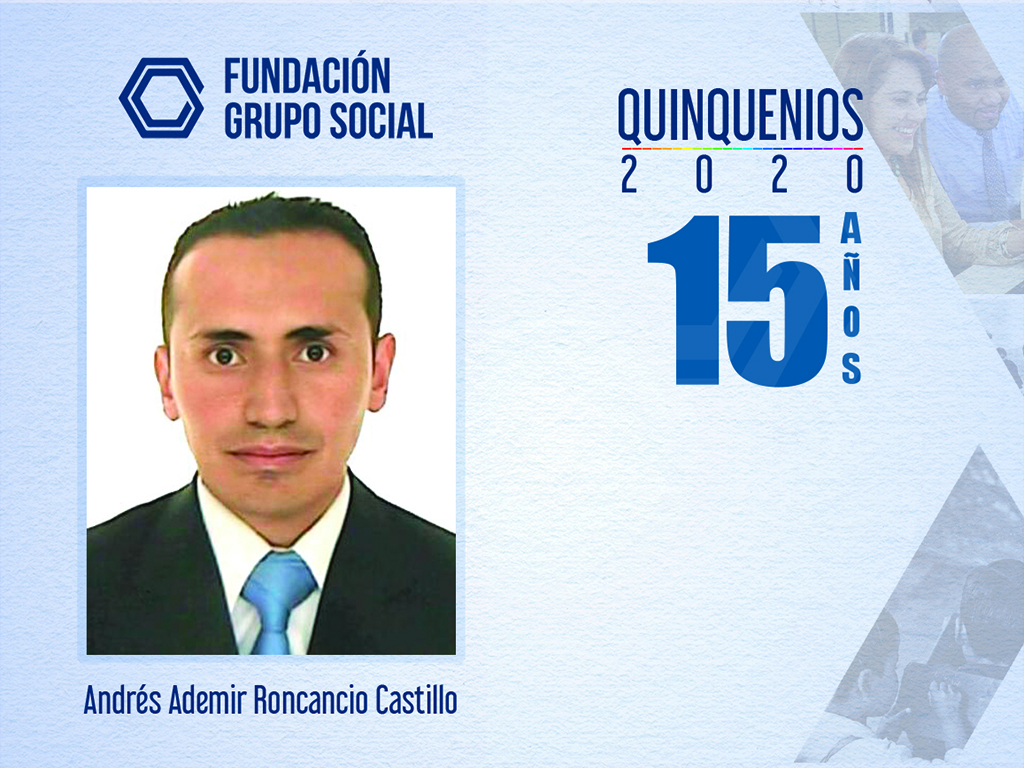 FUNDACIÓN
GRUPO SOCIAL
QUINQUENIOS
2020
15
AÑOS
Andrés Ademir Roncancio Castillo